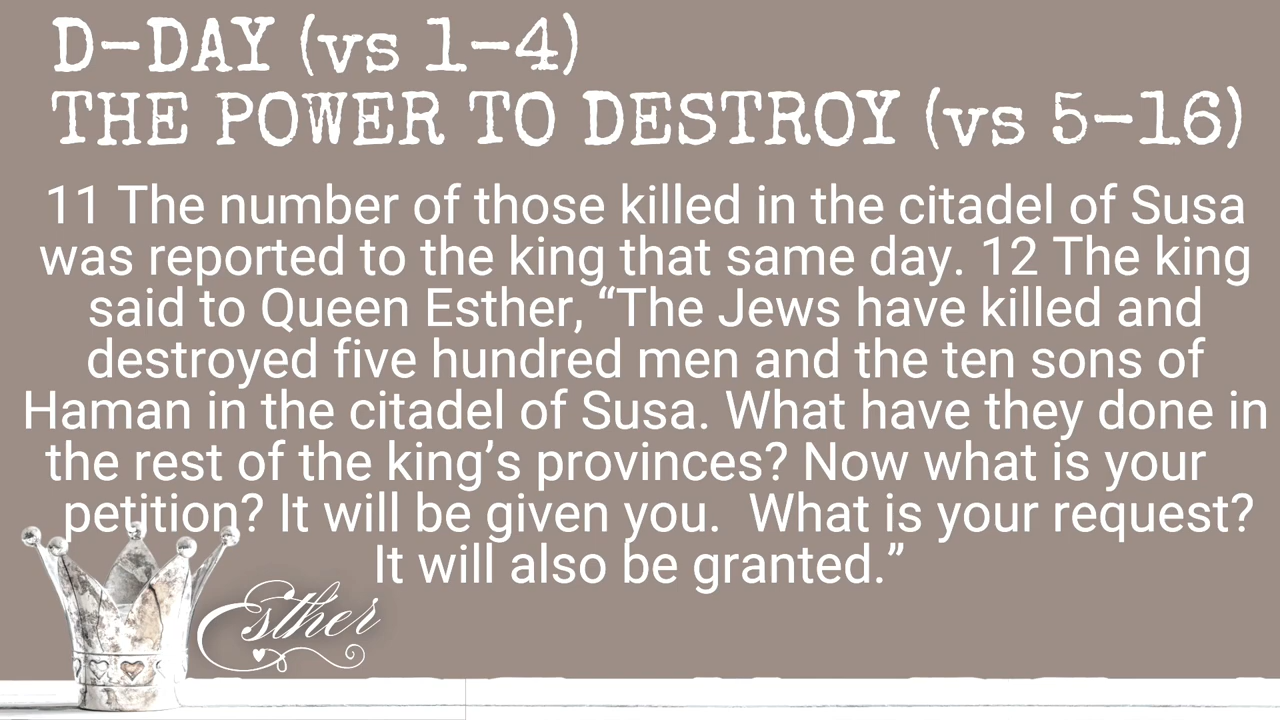 D-DAY (vs 1-4)
THE POWER TO DESTROY (vs 5-16)
11 The number of those killed in the citadel of Susa
was reported to the king that same day. 12 The king
said to Queen Esther, “The Jews have killed and
destroyed five hundred men and the ten sons of
Haman in the citadel of Susa. What have they done in
the rest of the king’s provinces? Now what is your
petition? It will be given you.  What is your request?
It will also be granted.”
Esther